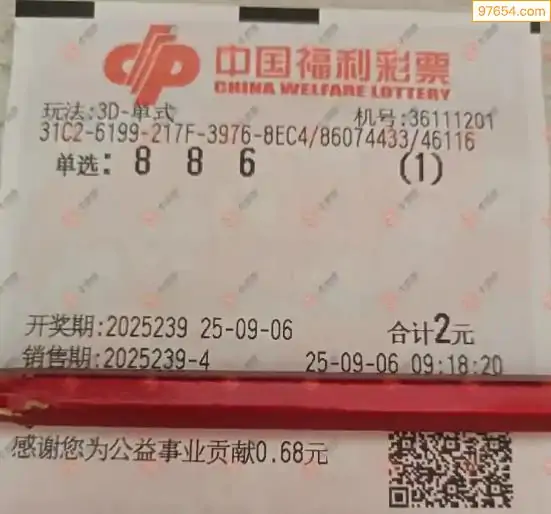 97654.com
中国福利彩票
CHINA WELFARE LOTTERY
玩法:3D-单式 机号:36111201
31C2-6199-217F-3976-8EC4/86074433/46116
单选: 8 8 6 (1)
开奖期:2025239 25-09-06 合计2元
销售期:2025239-4 25-09-06 09:18:20
感谢您为公益事业贡献0.68元